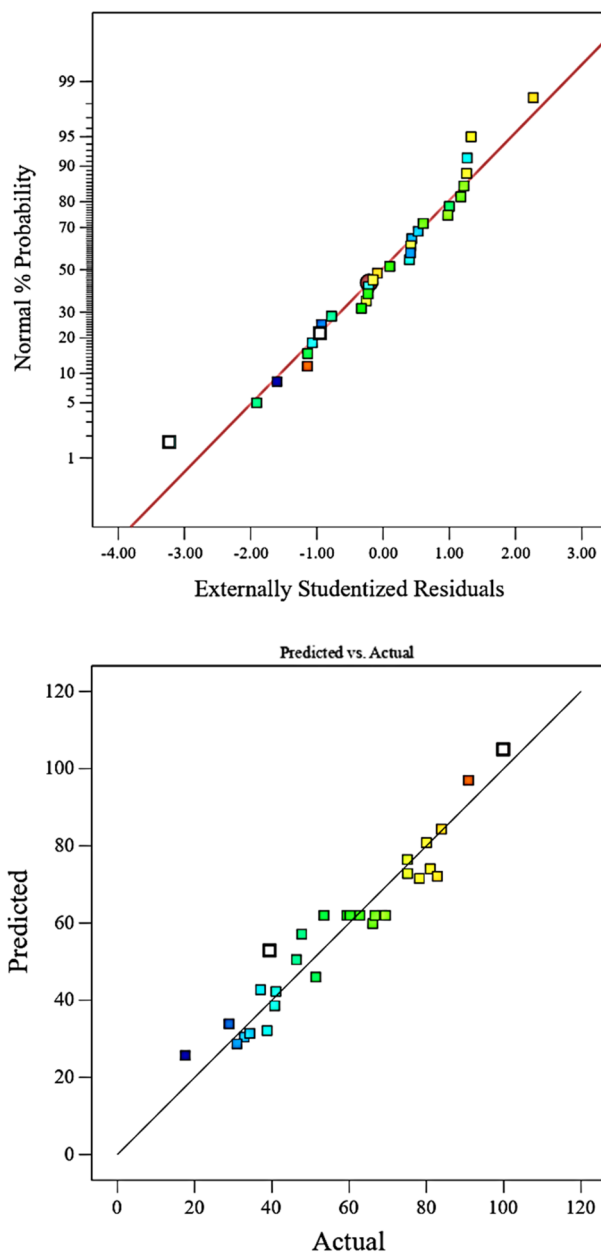 Normal % Probability
99
95
90
80
70
50
30
20
10
5
1
-4.00 -3.00 -2.00 -1.00 0.00 1.00 2.00 3.00
Externally Studentized Residuals
Predicted vs. Actual
Predicted
120
100
80
60
40
20
0
0 20 40 60 80 100 120
Actual